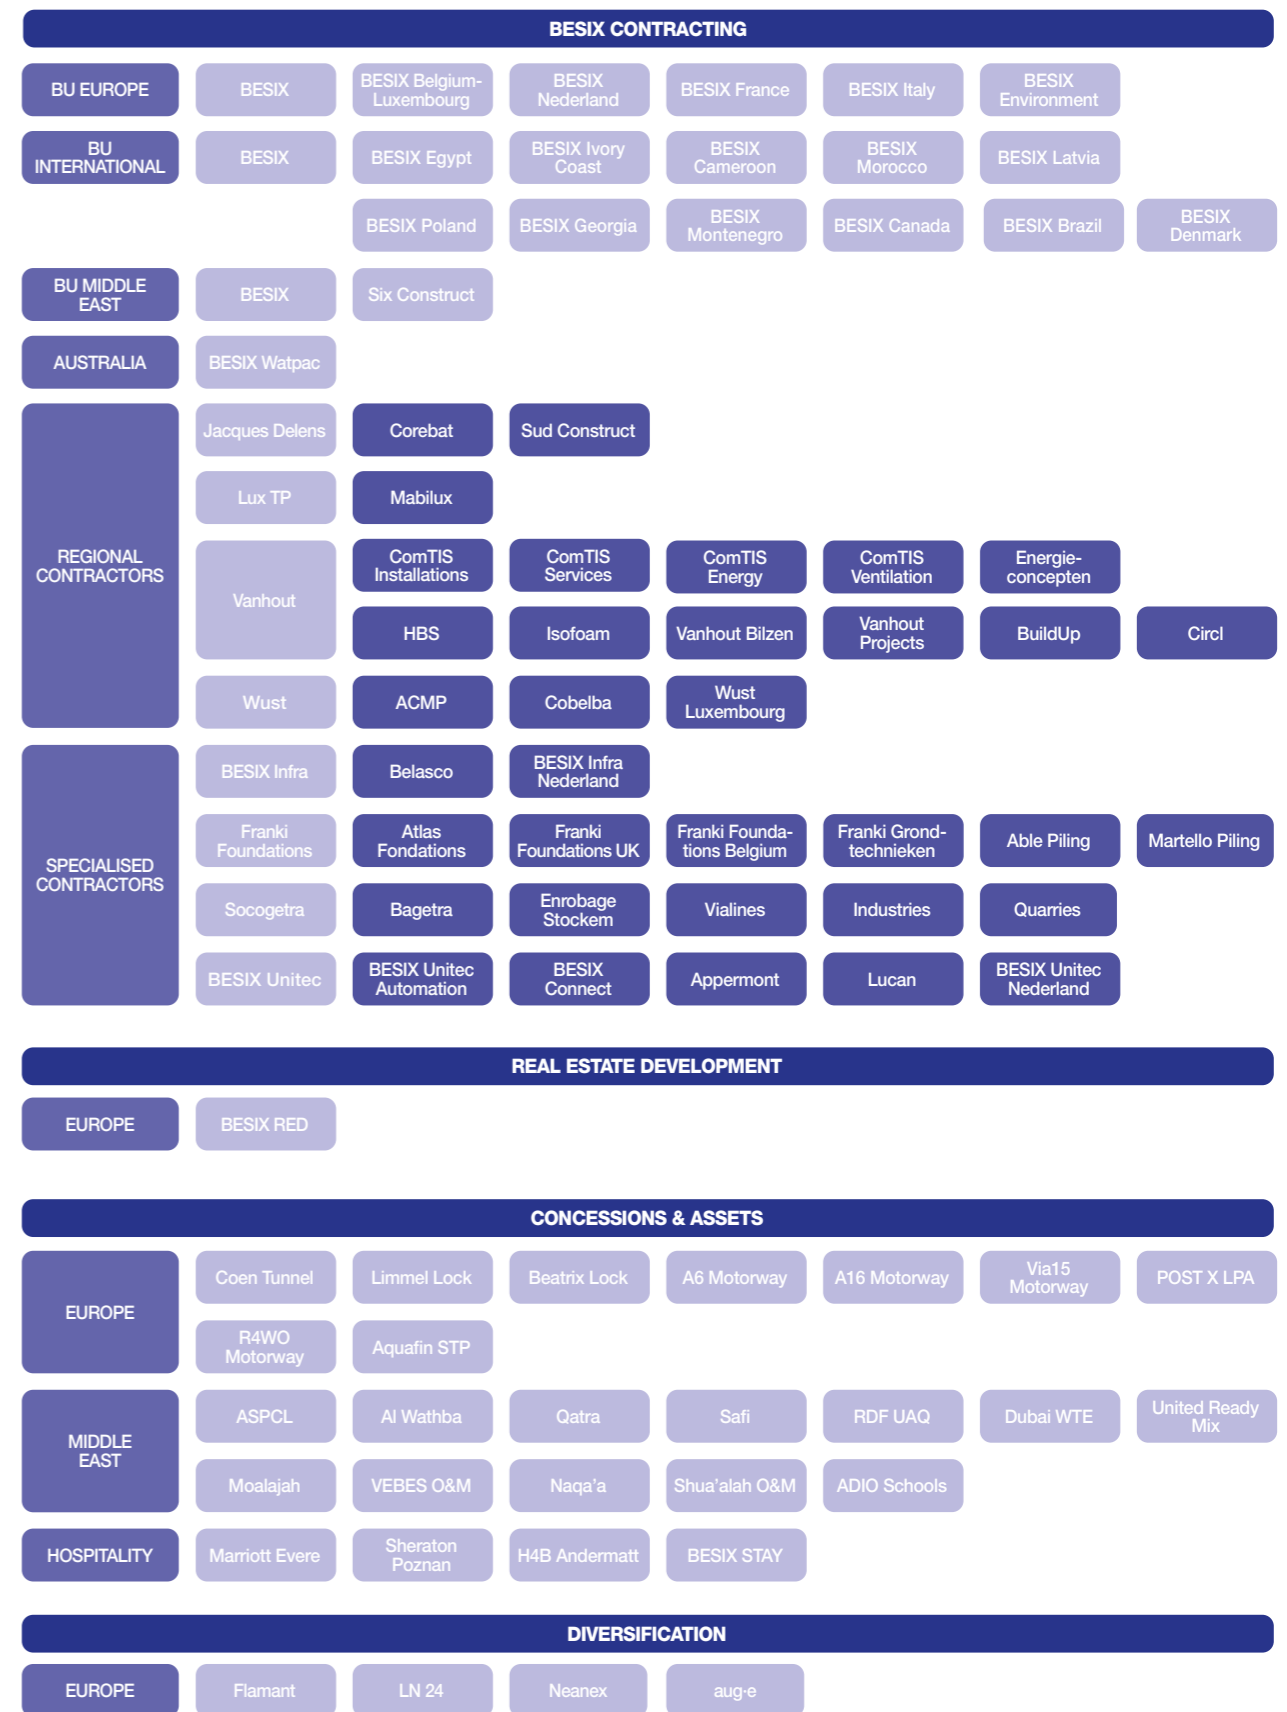 BESIX CONTRACTING
BU EUROPE
BESIX
BESIX Belgium-
Luxembourg
BESIX
Nederland
BESIX France
BESIX Italy
BESIX
Environment
BU
INTERNATIONAL
BESIX
BESIX Egypt
BESIX Ivory
Coast
BESIX
Cameroon
BESIX
Morocco
BESIX Latvia
BESIX Poland
BESIX Georgia
BESIX
Montenegro
BESIX Canada
BESIX Brazil
BESIX
Denmark
BU MIDDLE
EAST
BESIX
Six Construct
AUSTRALIA
BESIX Watpac
REGIONAL
CONTRACTORS
Jacques Delens
Corebat
Sud Construct
Lux TP
Mabilux
Vanhout
ComTIS
Installations
ComTIS
Services
ComTIS
Energy
ComTIS
Ventilation
Energie-
concepten
HBS
Isofoam
Vanhout Bilzen
Vanhout
Projects
BuildUp
Circl
Wust
ACMP
Cobelba
Wust
Luxembourg
SPECIALISED
CONTRACTORS
BESIX Infra
Belasco
BESIX Infra
Nederland
Franki
Foundations
Atlas
Fondations
Franki
Foundations UK
Franki Founda-
tions Belgium
Franki Grond-
technieken
Able Piling
Martello Piling
Socogetra
Bagetra
Enrobage
Stockem
Vialines
Industries
Quarries
BESIX Unitec
BESIX Unitec
Automation
BESIX
Connect
Appermont
Lucan
BESIX Unitec
Nederland
REAL ESTATE DEVELOPMENT
EUROPE
BESIX RED
CONCESSIONS & ASSETS
EUROPE
Coen Tunnel
Limmel Lock
Beatrix Lock
A6 Motorway
A16 Motorway
Via15
Motorway
POST X LPA
R4WO
Motorway
Aquafin STP
MIDDLE
EAST
ASPCL
Al Wathba
Qatra
Safi
RDF UAQ
Dubai WTE
United Ready
Mix
Moalajah
VEBES O&M
Naqa'a
Shua'alah O&M
ADIO Schools
HOSPITALITY
Marriott Evere
Sheraton
Poznan
H4B Andermatt
BESIX STAY
DIVERSIFICATION
EUROPE
Flamant
LN 24
Neanex
aug·e